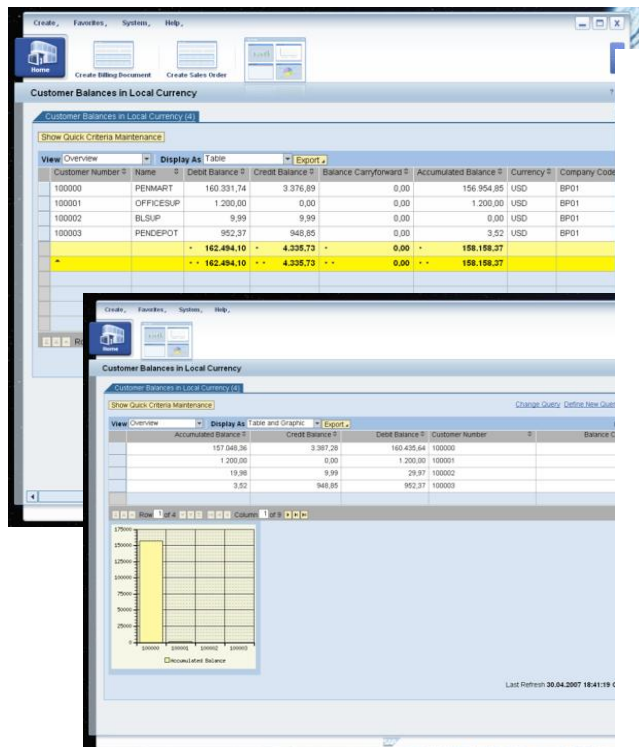 Create, Favorites, System, Help,
Home
Create Billing Document Create Sales Order
Customer Balances in Local Currency
Customer Balances in Local Currency (4)
Show Quick Criteria Maintenance
View Overview Display As Table Export
Customer Number Name Debit Balance Credit Balance Balance Carryforward Accumulated Balance Currency Company Code
100000 PENMART 160.331,74 3.376,89 0,00 156.954,85 USD BP01
100001 OFFICESUP 1.200,00 0,00 0,00 1.200,00 USD BP01
100002 BLSUP 9,99 9,99 0,00 0,00 USD BP01
100003 PENDEPOT 952,37 948,85 0,00 3,52 USD BP01
162.494,10 4.335,73 0,00 158.158,37
162.494,10 4.335,73 0,00 158.158,37
Create, Favorites, System, Help,
Home
Customer Balances in Local Currency
Customer Balances in Local Currency (4)
Show Quick Criteria Maintenance Change Query Define New
View Overview Display As Table and Graphic Export
Accumulated Balance Credit Balance Debit Balance Customer Number Balance
157.048,36 3.387,28 160.435,64 100000
1.200,00 0,00 1.200,00 100001
19,98 9,99 29,97 100002
3,52 948,85 952,37 100003
Row 1 of 4 Column 1 of 9
175000
150000
125000
100000
75000
50000
25000
0
100000 100001 100002 100003
Accumulated Balance
Last Refresh 30.04.2007 18:41:19